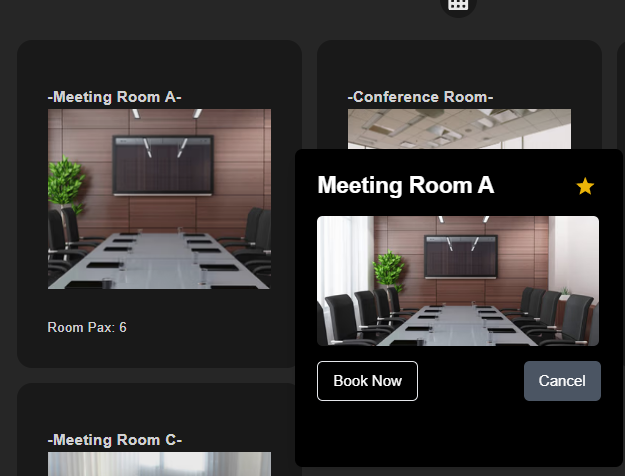 -Meeting Room A-
-Conference Room-
Meeting Room A
Room Pax: 6
Book Now
Cancel
-Meeting Room C-